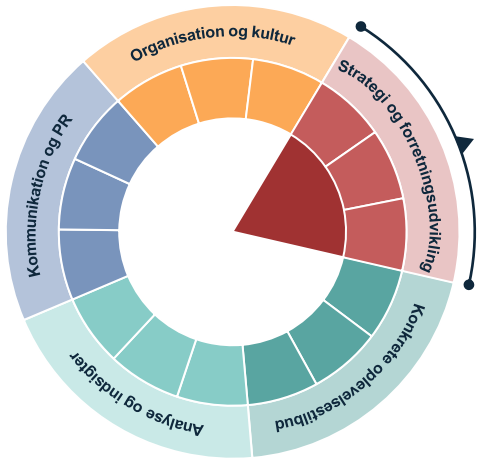 Organisation og kultur
Strategi og forretningsudvikling
Konkrete oplevelsestilbud
Analyse og indsigter
Kommunikation og PR